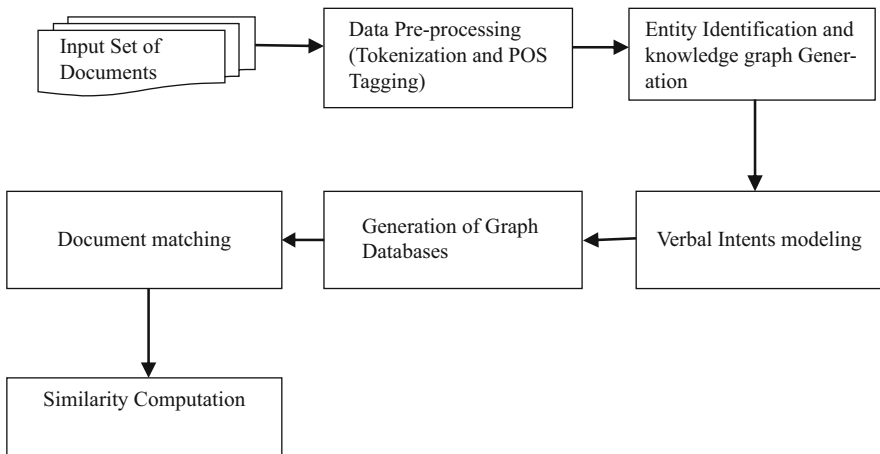 Input Set of
Documents
Data Pre-processing
(Tokenization and POS
Tagging)
Entity Identification and
knowledge graph Gener-
ation
Verbal Intents modeling
Generation of Graph
Databases
Document matching
Similarity Computation